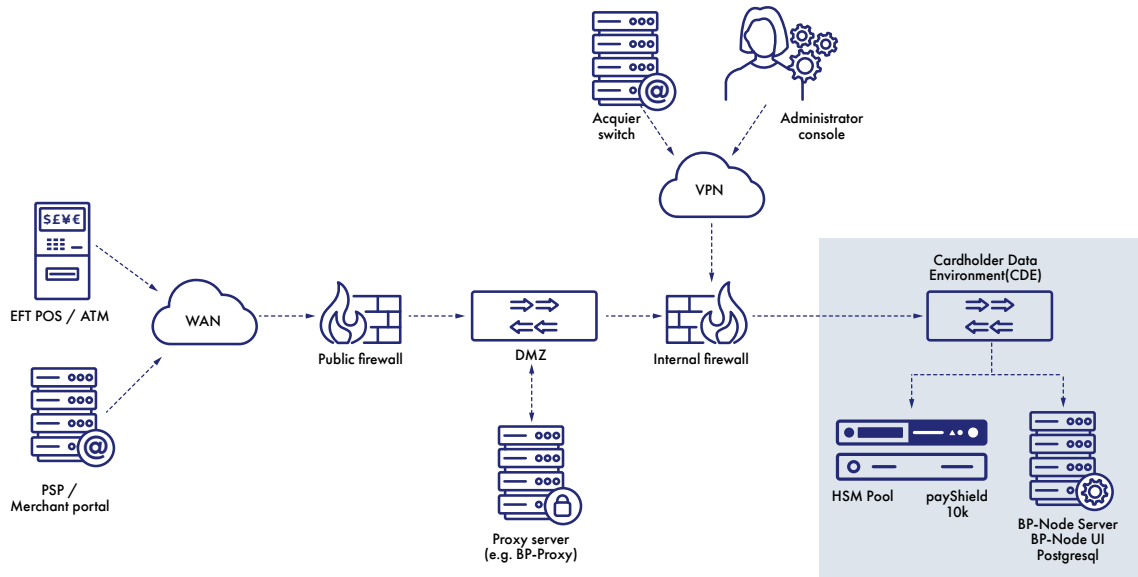 Acquier
switch
Administrator
console
VPN
$£¥€
EFT POS / ATM
WAN
Public firewall
DMZ
Internal firewall
Cardholder Data
Environment(CDE)
PSP /
Merchant portal
Proxy server
(e.g. BP-Proxy)
HSM Pool
payShield
10k
BP-Node Server
BP-Node UI
Postgresql
@
@